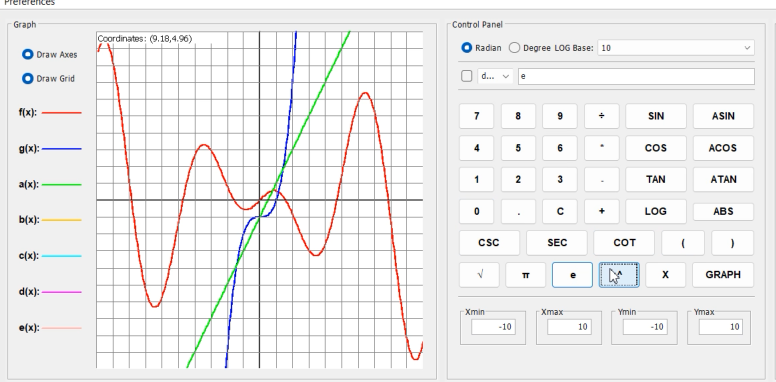 Preferences
Graph
Control Panel
Coordinates: (9.18,4.96)
Draw Axes
Draw Grid
f(x):
g(x):
a(x):
b(x):
c(x):
d(x):
e(x):
Radian Degree LOG Base: 10
d... e
7 8 9 ÷ SIN ASIN
4 5 6 * COS ACOS
1 2 3 - TAN ATAN
0 . C + LOG ABS
CSC SEC COT ( )
√ π e ^ X GRAPH
Xmin Xmax Ymin Ymax
-10 10 -10 10